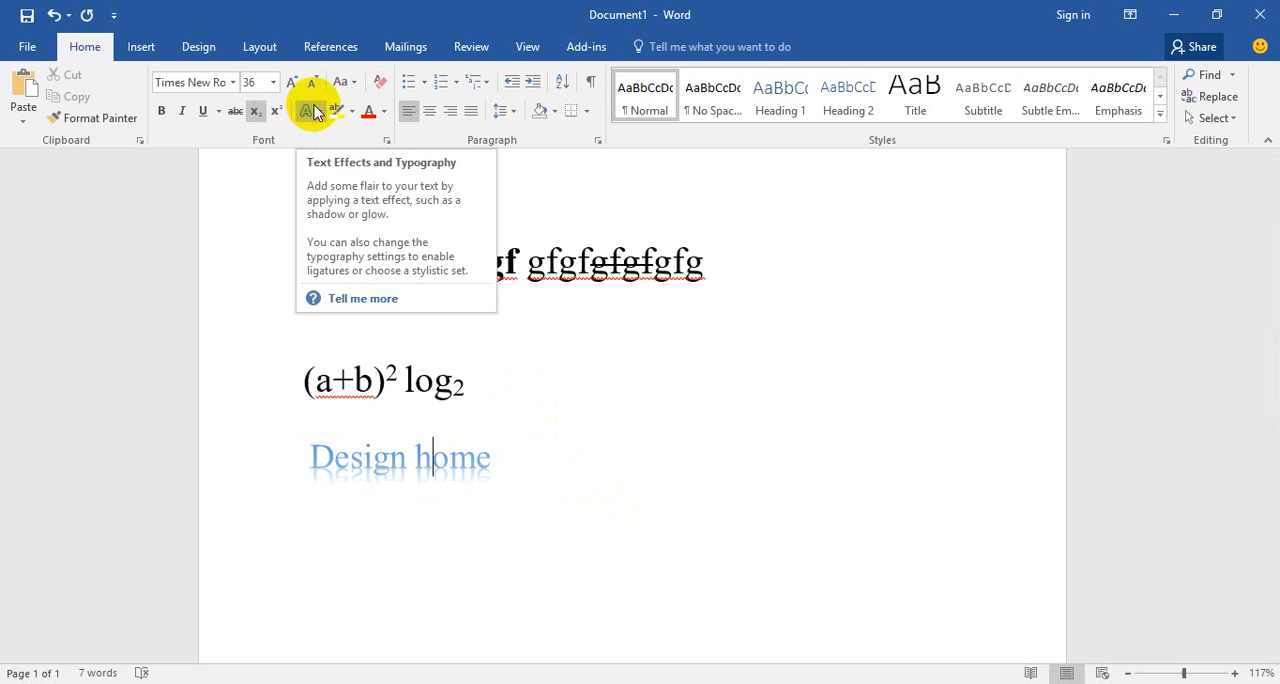 Document1 - Word
Sign in
File Home Insert Design Layout References Mailings Review View Add-ins Tell me what you want to do Share
Paste
Cut
Copy
Format Painter
Clipboard
Times New Ro 36
Font
Paragraph
AaBbCcDc AaBbCcDc AaBbCc AaBbCcD AaB AaBbCcD AaBbCcDc AaBbCcDc
¶ Normal ¶ No Spac... Heading 1 Heading 2 Title Subtitle Subtle Em... Emphasis
Styles
Find
Replace
Select
Editing
Text Effects and Typography
Add some flair to your text by
applying a text effect, such as a
shadow or glow.
You can also change the
typography settings to enable
ligatures or choose a stylistic set.
Tell me more
gf gfgfgfgfgfg
(a+b)² log₂
Design home
Page 1 of 1 7 words
117%